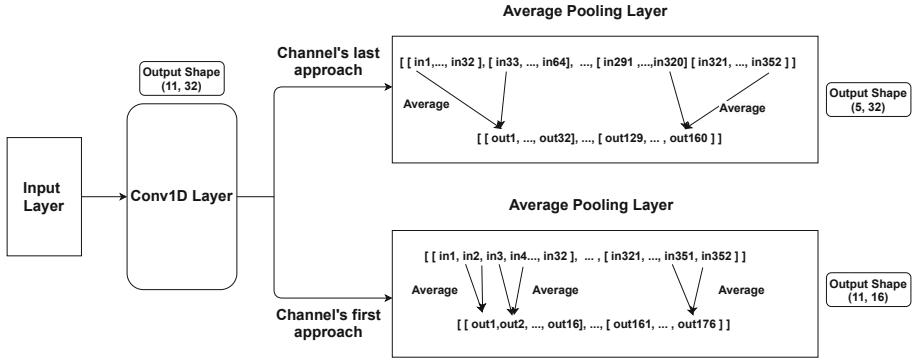 Average Pooling Layer
Channel's last
approach
[ [ in1,..., in32 ], [ in33, ..., in64], ..., [ in291 ,...,in320] [ in321, ..., in352 ] ]
Output Shape
(11, 32)
Average
Average
Output Shape
(5, 32)
[ [ out1, ..., out32], ..., [ out129, ... , out160 ] ]
Input
Layer
Conv1D Layer
Average Pooling Layer
[ [ in1, in2, in3, in4..., in32 ], ... , [ in321, ..., in351, in352 ] ]
Average
Average
Average
Output Shape
(11, 16)
Channel's first
approach
[ [ out1,out2, ..., out16], ..., [ out161, ... , out176 ] ]